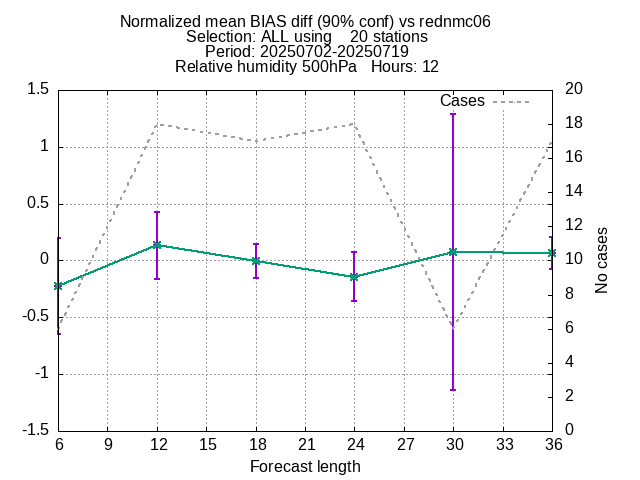 Normalized mean BIAS diff (90% conf) vs rednmc06
Selection: ALL using    20 stations
Period: 20250702-20250719
Relative humidity 500hPa   Hours: 12
Cases
1.5
1
0.5
0
-0.5
-1
-1.5
20
18
16
14
12
10
8
6
4
2
0
No cases
6 9 12 15 18 21 24 27 30 33 36
Forecast length